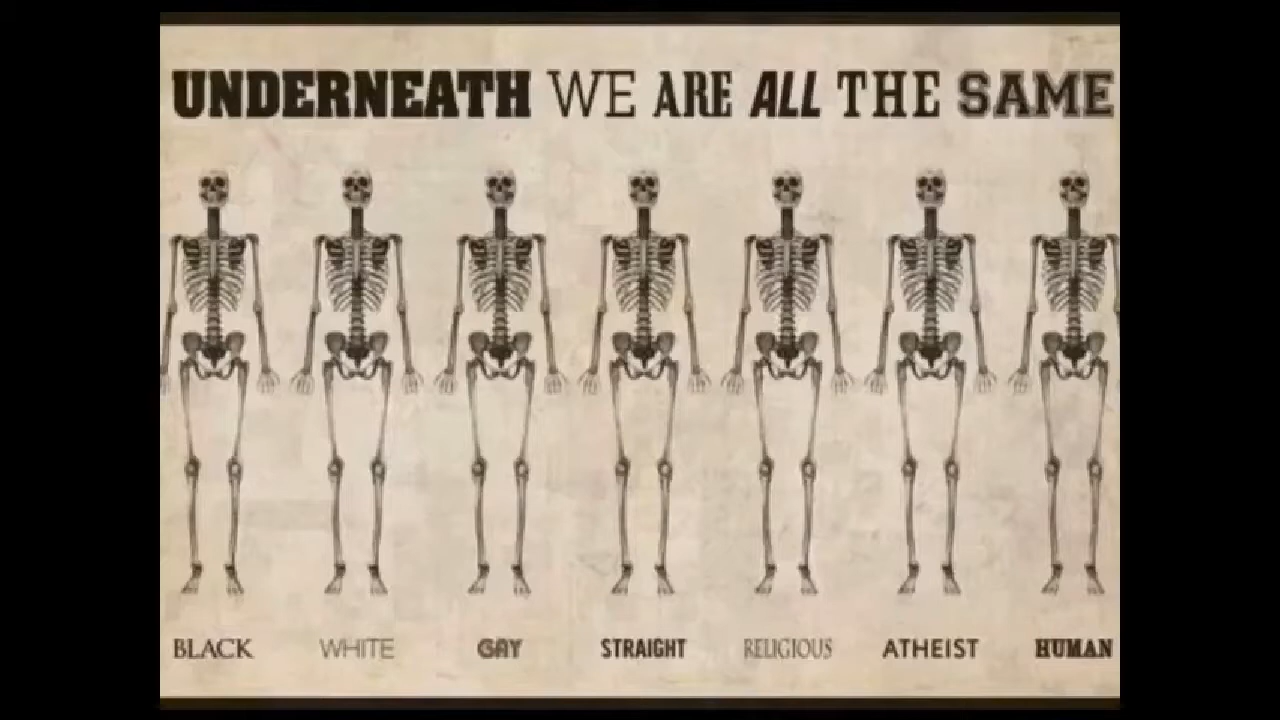 UNDERNEATH WE ARE ALL THE SAME
BLACK WHITE GAY STRAIGHT RELIGIOUS ATHEIST HUMAN